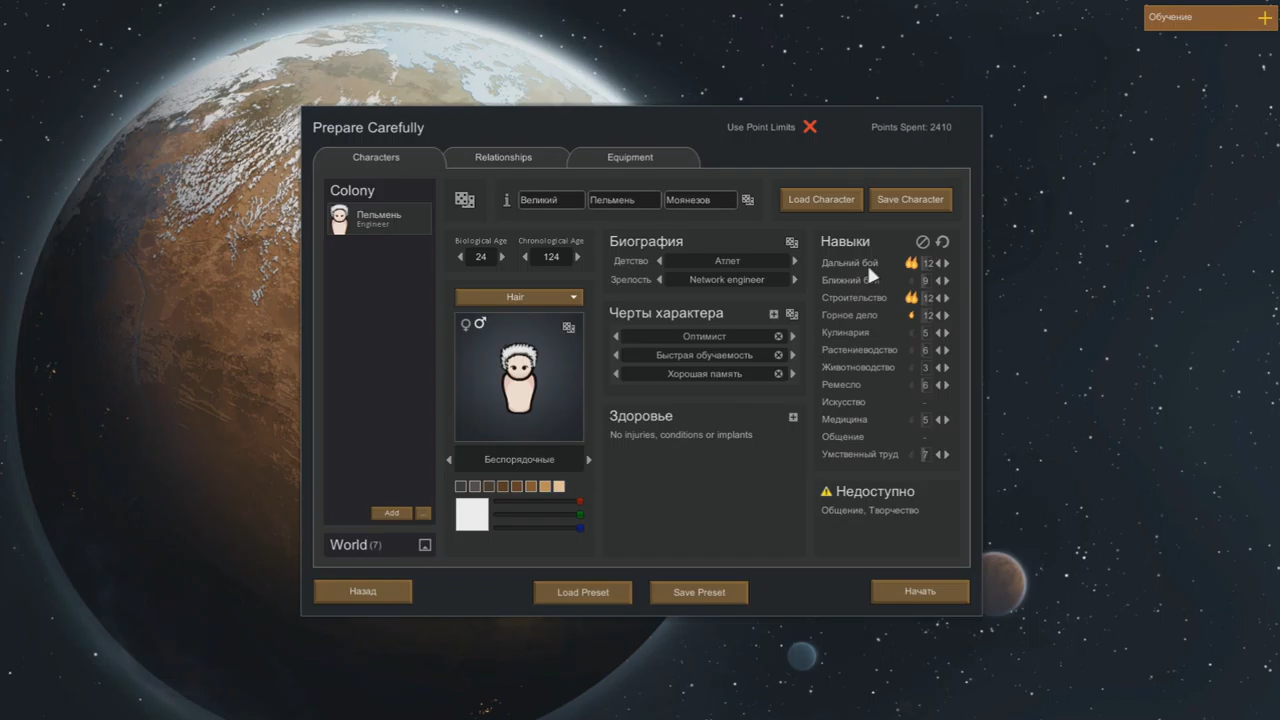 Обучение
Prepare Carefully
Use Point Limits
Points Spent: 2410
Characters
Relationships
Equipment
Colony
Пельмень
Engineer
Великий
Пельмень
Моянезов
Load Character
Save Character
Biological Age
Chronological Age
24
124
Hair
Беспорядочные
Биография
Детство
Атлет
Зрелость
Network engineer
Черты характера
Оптимист
Быстрая обучаемость
Хорошая память
Здоровье
No injuries, conditions or implants
Навыки
Дальний бой 12
Ближний 9
Строительство 12
Горное дело 12
Кулинария 5
Растениеводство 6
Животноводство 3
Ремесло 6
Искусство -
Медицина 5
Общение -
Умственный труд 7
Недоступно
Общение, Творчество
Add
...
World (7)
Назад
Load Preset
Save Preset
Начать